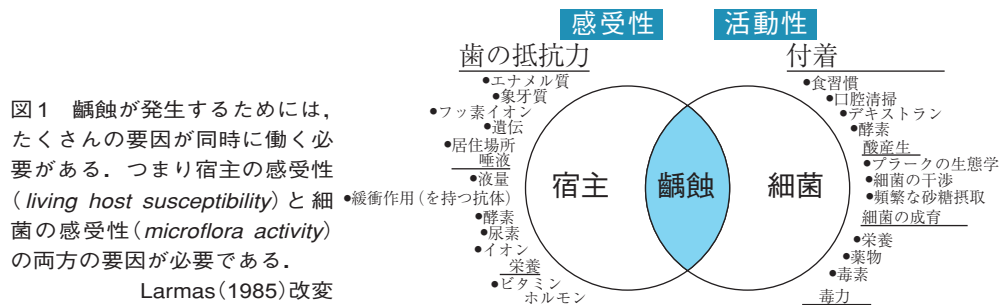 図1　齲蝕が発生するためには，
たくさんの要因が同時に働く必
要がある．つまり宿主の感受性
（living host susceptibility）と細
菌の感受性（microflora activity）
の両方の要因が必要である．
Larmas（1985）改変
感受性
歯の抵抗力
●エナメル質
●象牙質
●フッ素イオン
●遺伝
●居住場所
唾液
●液量
●緩衝作用（を持つ抗体）
●酵素
●尿素
●イオン
栄養
●ビタミン
ホルモン
宿主
齲蝕
細菌
活動性
付着
●食習慣
●口腔清掃
●デキストラン
●酵素
酸産生
●プラークの生態学
●細菌の干渉
●頻繁な砂糖摂取
細菌の成育
●栄養
●薬物
●毒素
毒力